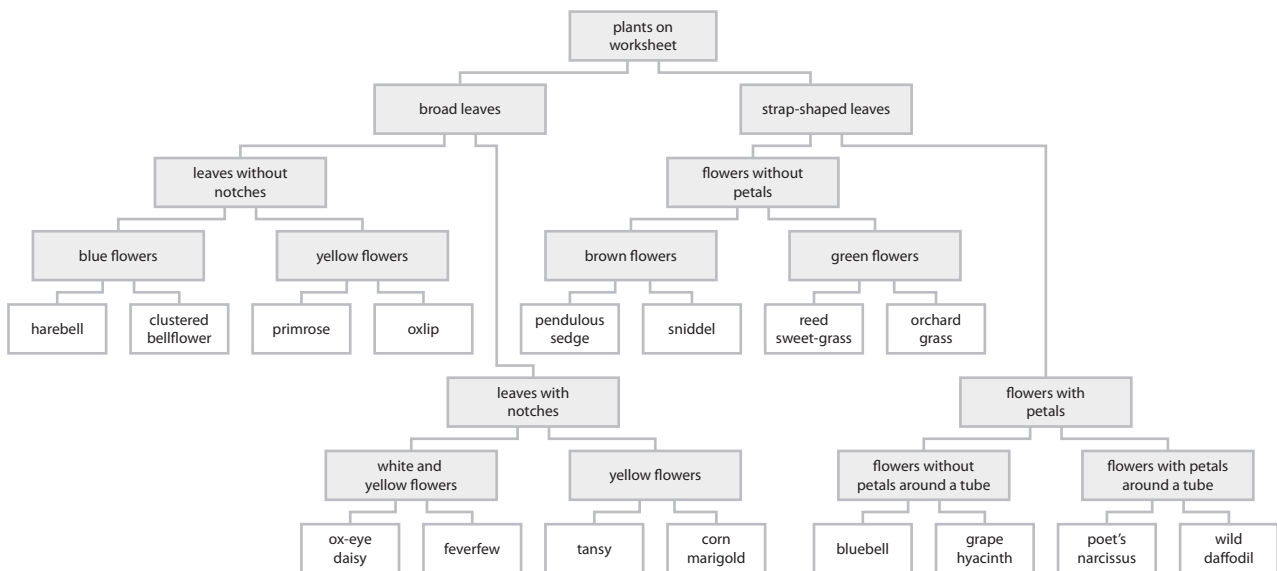 plants on
worksheet
broad leaves
strap-shaped leaves
leaves without
notches
flowers without
petals
blue flowers
yellow flowers
brown flowers
green flowers
harebell
clustered
bellflower
primrose
oxlip
pendulous
sedge
sniddel
reed
sweet-grass
orchard
grass
leaves with
notches
flowers with
petals
white and
yellow flowers
yellow flowers
flowers without
petals around a tube
flowers with petals
around a tube
ox-eye
daisy
feverfew
tansy
corn
marigold
bluebell
grape
hyacinth
poet's
narcissus
wild
daffodil